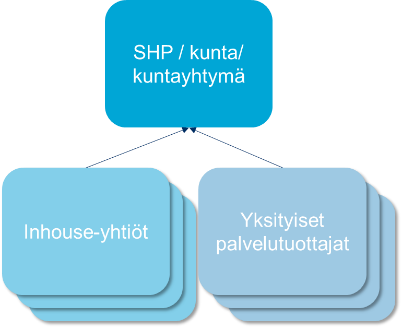 SHP / kunta/
kuntayhtymä
Inhouse-yhtiöt
Yksityiset
palvelutuottajat